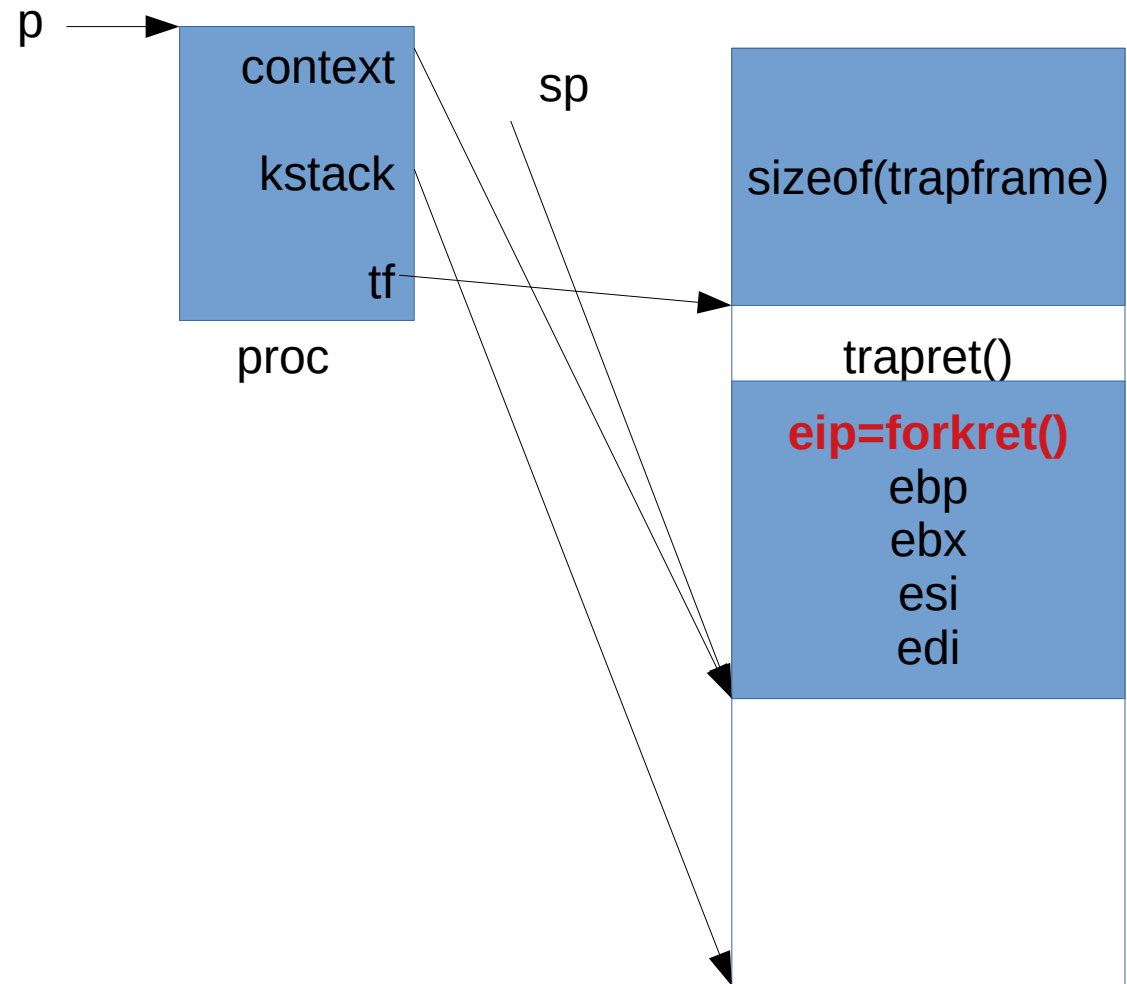 p
context
kstack
tf
proc
sp
sizeof(trapframe)
trapret()
eip=forkret()
ebp
ebx
esi
edi